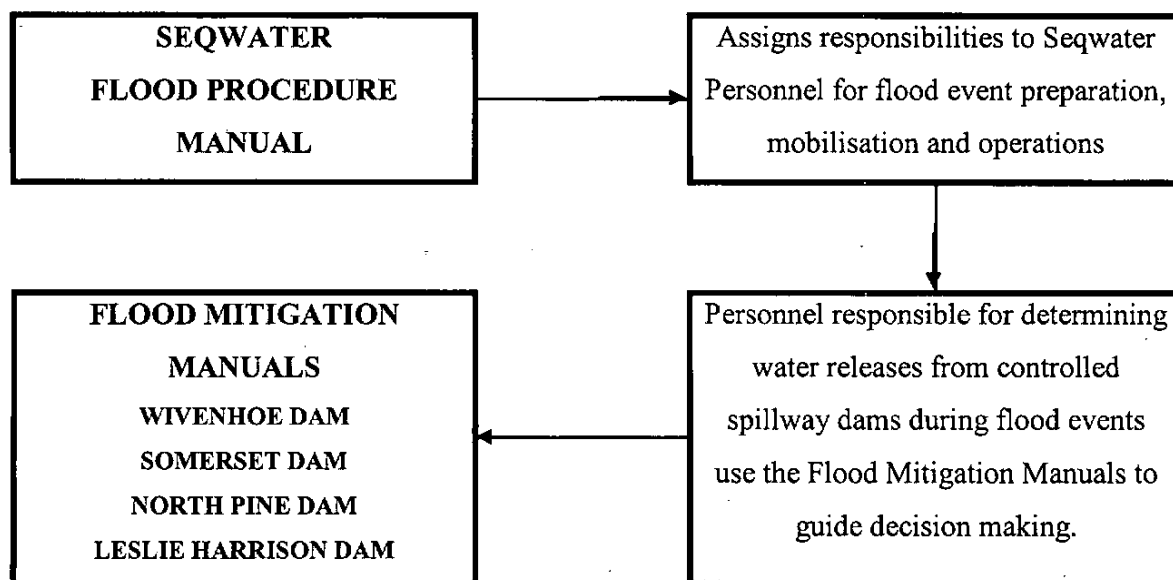 SEQWATER
FLOOD PROCEDURE
MANUAL
Assigns responsibilities to Seqwater
Personnel for flood event preparation,
mobilisation and operations
Personnel responsible for determining
water releases from controlled
spillway dams during flood events
use the Flood Mitigation Manuals to
guide decision making.
FLOOD MITIGATION
MANUALS
WIVENHOE DAM
SOMERSET DAM
NORTH PINE DAM
LESLIE HARRISON DAM